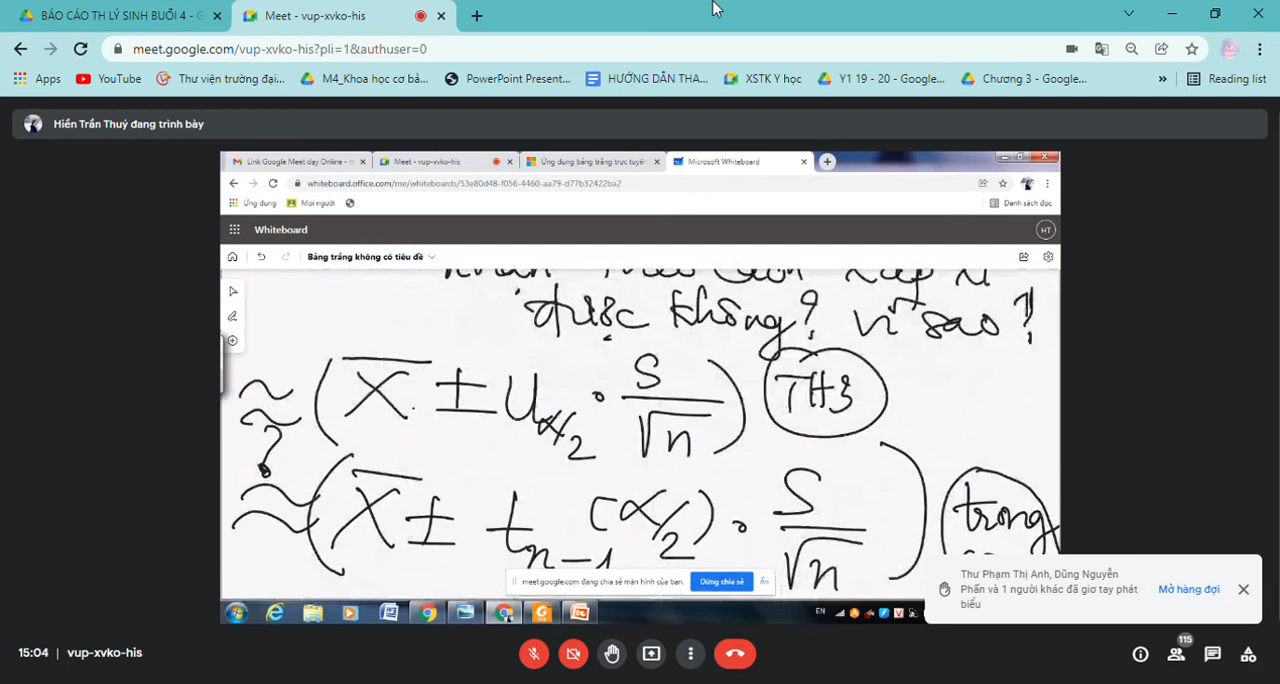 BÁO CÁO TH LÝ SINH BUỔI 4 - G
Meet - vup-xvko-his
meet.google.com/vup-xvko-his?pli=1&authuser=0
Apps YouTube Thư viện trường đại... M4_Khoa học cơ bả... PowerPoint Present... HƯỚNG DẪN THA... XSTK Y học Y1 19 - 20 - Google... Chương 3 - Google... » Reading list
Hiền Trần Thuý đang trình bày
Link Google Meet dạy Online - Meet - vup-xvko-his Ứng dụng bảng trắng trực tuyến Microsoft Whiteboard
whiteboard.office.com/me/whiteboards/53e80d48-f056-4460-aa79-d77b32422ba2
Ứng dụng Mọi người Danh sách đọc
Whiteboard HT
Bảng trắng không có tiêu đề
được không? vì sao?
≈ (X̄ ± U α/2 . S/√n) TH3
?
≈ (X̄ ± t n-1 (α/2) . S/√n) trong
meet.google.com đang chia sẻ màn hình của bạn. Dừng chia sẻ Ẩn
EN
Thư Phạm Thị Anh, Dũng Nguyễn
Phấn và 1 người khác đã giơ tay phát
biểu
Mở hàng đợi
15:04 | vup-xvko-his
115